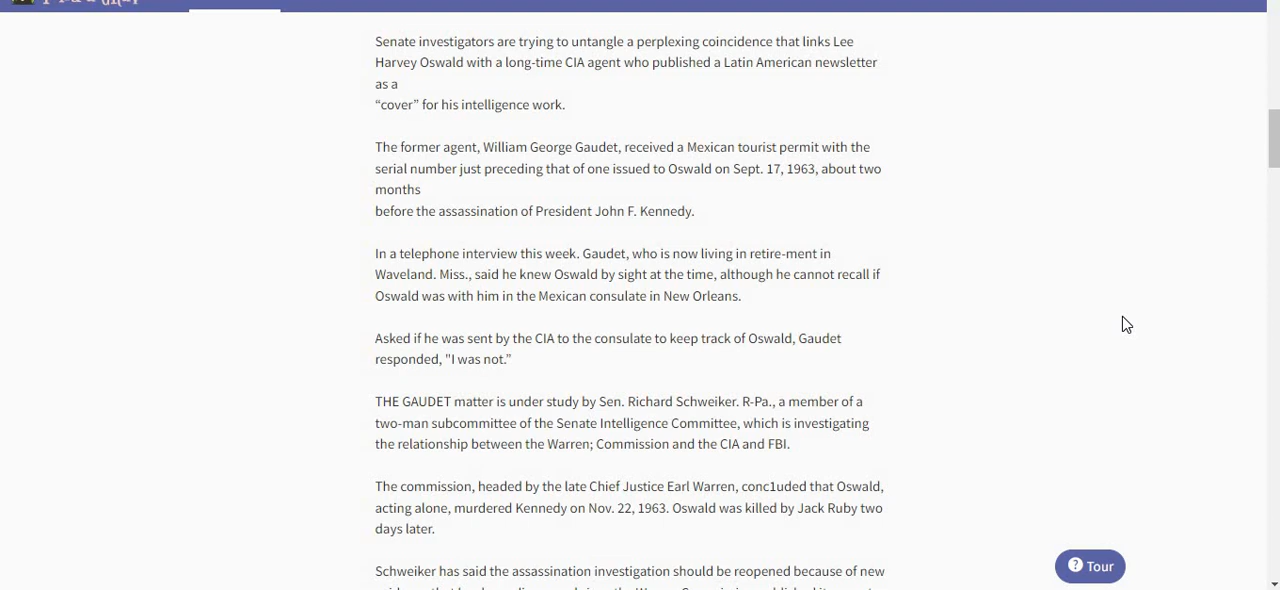 Senate investigators are trying to untangle a perplexing coincidence that links Lee
Harvey Oswald with a long-time CIA agent who published a Latin American newsletter
as a
“cover” for his intelligence work.
The former agent, William George Gaudet, received a Mexican tourist permit with the
serial number just preceding that of one issued to Oswald on Sept. 17, 1963, about two
months
before the assassination of President John F. Kennedy.
In a telephone interview this week. Gaudet, who is now living in retire-ment in
Waveland. Miss., said he knew Oswald by sight at the time, although he cannot recall if
Oswald was with him in the Mexican consulate in New Orleans.
Asked if he was sent by the CIA to the consulate to keep track of Oswald, Gaudet
responded, "I was not.”
THE GAUDET matter is under study by Sen. Richard Schweiker. R-Pa., a member of a
two-man subcommittee of the Senate Intelligence Committee, which is investigating
the relationship between the Warren; Commission and the CIA and FBI.
The commission, headed by the late Chief Justice Earl Warren, conc1uded that Oswald,
acting alone, murdered Kennedy on Nov. 22, 1963. Oswald was killed by Jack Ruby two
days later.
Schweiker has said the assassination investigation should be reopened because of new
? Tour